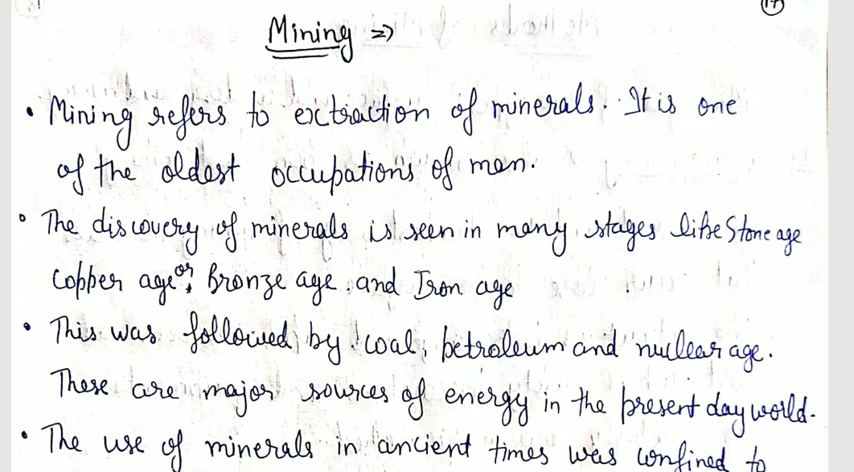 17
Mining ⇒
• Mining refers to extraction of minerals. It is one
of the oldest occupations of men.
• The discovery of minerals is seen in many stages like Stone age
Copper age or, Bronze age and Iron age
• This was followed by coal, petroleum and nuclear age.
These are major sources of energy in the present day world.
• The use of minerals in ancient times was confined to